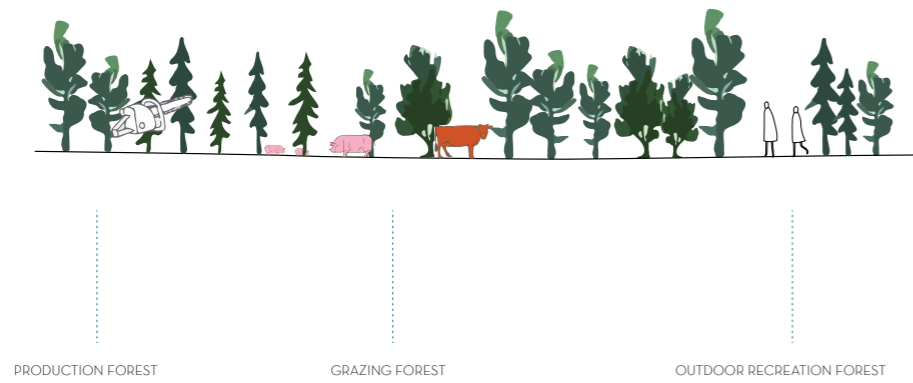 PRODUCTION FOREST
GRAZING FOREST
OUTDOOR RECREATION FOREST